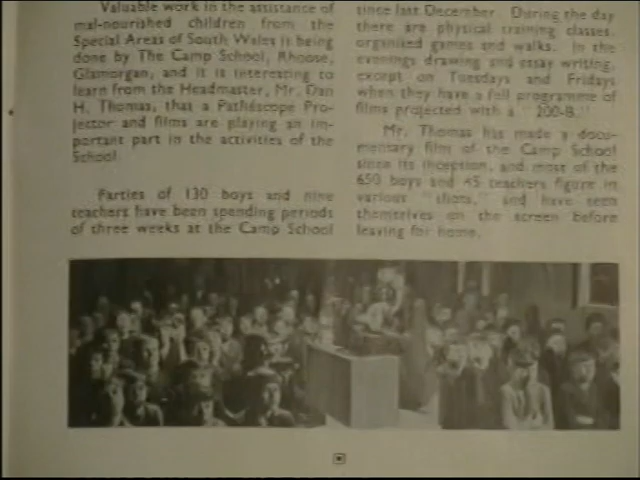 Valuable work in the assistance of
mal-nourished children from the
Special Areas of South Wales is being
done by The Camp School, Rhoose,
Glamorgan, and it is interesting to
learn from the Headmaster, Mr. Dan
H. Thomas, that a Pathéscope Pro-
jector and films are playing an im-
portant part in the activities of the
School.
Parties of 130 boys and nine
teachers have been spending periods
of three weeks at the Camp School
since last December. During the day
there are physical training classes,
organised games and walks. In the
evenings drawing and essay writing,
except on Tuesdays and Fridays
when they have a full programme of
films projected with a "200-B."
Mr. Thomas has made a docu-
mentary film of the Camp School
since its inception, and most of the
650 boys and 45 teachers figure in
various "shots," and have seen
themselves on the screen before
leaving for home.